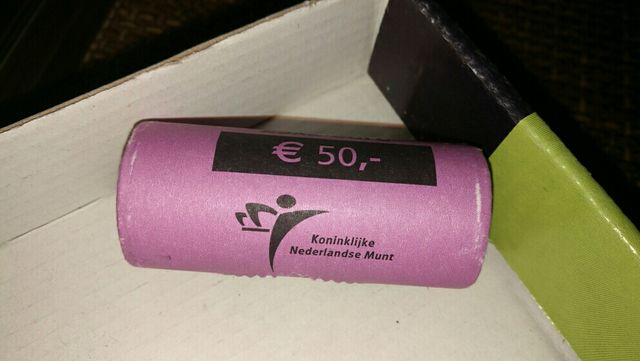 € 50,-
Koninklijke
Nederlandse Munt